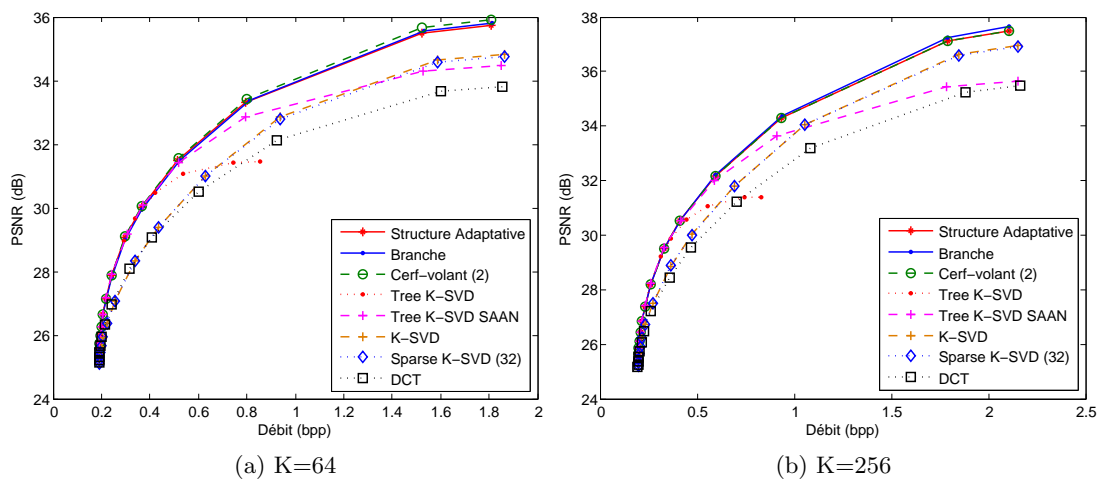 36
34
32
30
28
26
24
PSNR (dB)
0
0.2
0.4
0.6
0.8
1
1.2
1.4
1.6
1.8
2
Débit (bpp)
Structure Adaptative
Branche
Cerf−volant (2)
Tree K−SVD
Tree K−SVD SAAN
K−SVD
Sparse K−SVD (32)
DCT
(a) K=64
38
36
34
32
30
28
26
24
PSNR (dB)
0
0.5
1
1.5
2
2.5
Débit (bpp)
Structure Adaptative
Branche
Cerf−volant (2)
Tree K−SVD
Tree K−SVD SAAN
K−SVD
Sparse K−SVD (32)
DCT
(b) K=256